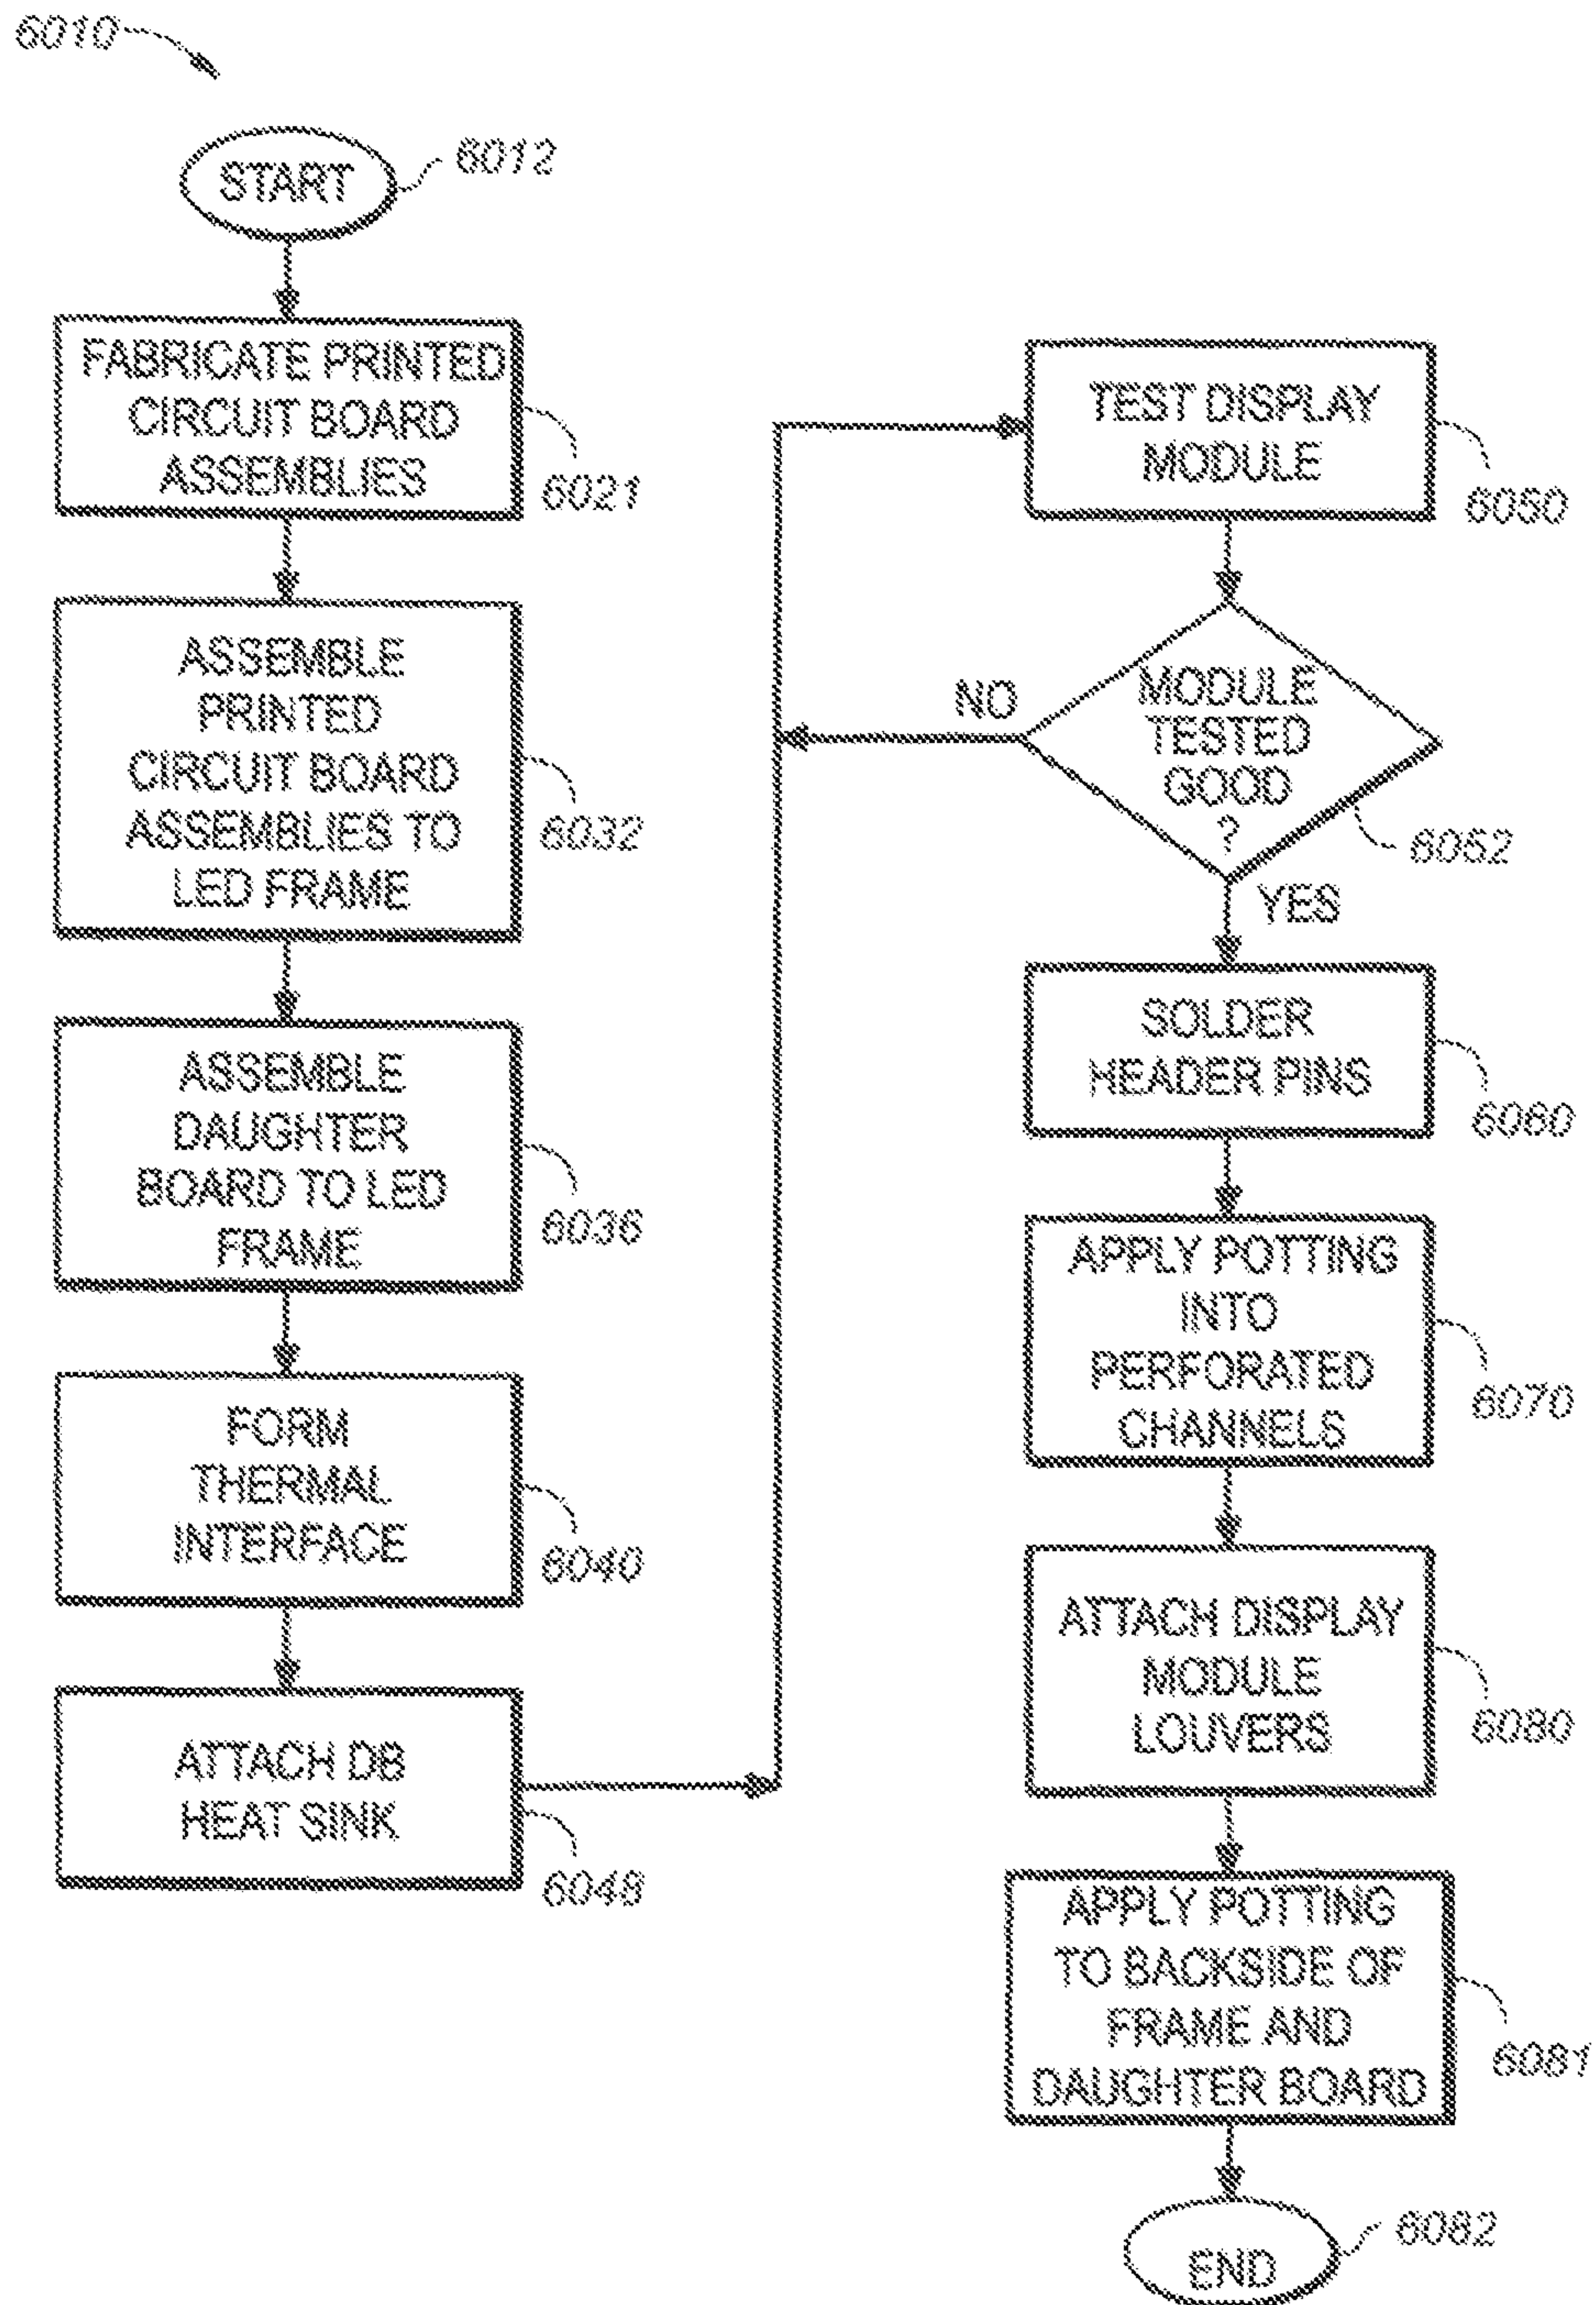 6010
START
6012
FABRICATE PRINTED
CIRCUIT BOARD
ASSEMBLIES
6021
ASSEMBLE
PRINTED
CIRCUIT BOARD
ASSEMBLIES TO
LED FRAME
6032
ASSEMBLE
DAUGHTER
BOARD TO LED
FRAME
6036
FORM
THERMAL
INTERFACE
6040
ATTACH DB
HEAT SINK
6048
TEST DISPLAY
MODULE
6050
MODULE
TESTED
GOOD
?
6052
NO
YES
SOLDER
HEADER PINS
6060
APPLY POTTING
INTO
PERFORATED
CHANNELS
6070
ATTACH DISPLAY
MODULE
LOUVERS
6080
APPLY POTTING
TO BACKSIDE OF
FRAME AND
DAUGHTER BOARD
6081
END
6082